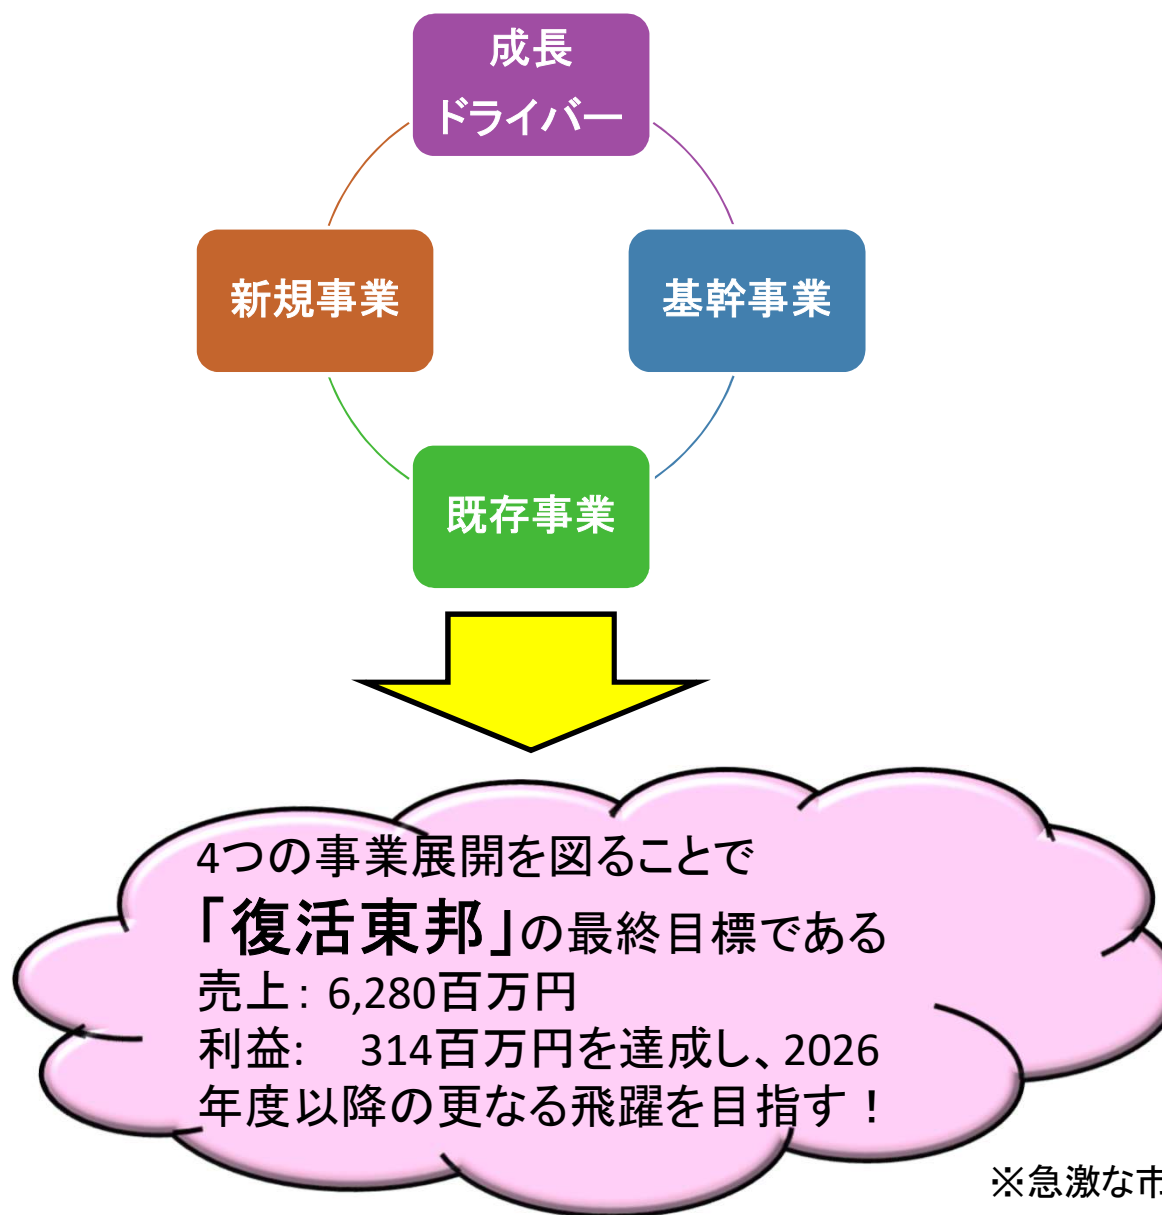 成長
ドライバー
新規事業
基幹事業
既存事業
4つの事業展開を図ることで
「復活東邦」の最終目標である
売上：6,280百万円
利益:　314百万円を達成し、2026
年度以降の更なる飛躍を目指す！
※急激な市